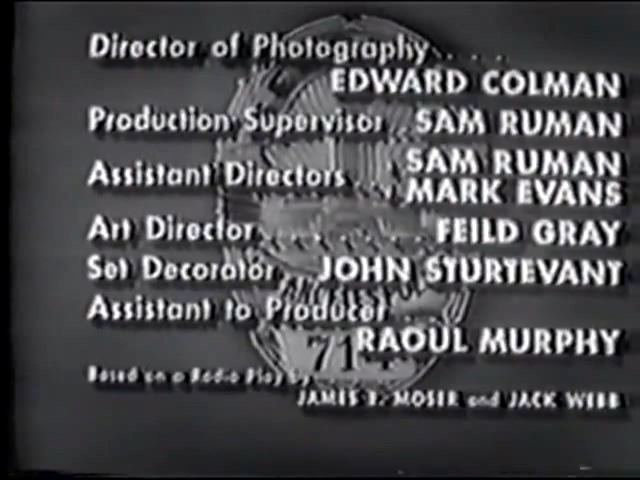 Director of Photography . . . .
EDWARD COLMAN
Production Supervisor . . SAM RUMAN
Assistant Directors . . . SAM RUMAN
MARK EVANS
Art Director . . . . . . . FEILD GRAY
Set Decorator . . JOHN STURTEVANT
Assistant to Producer . .
RAOUL MURPHY
Based on a Radio Play by
JAMES E. MOSER and JACK WEBB
714